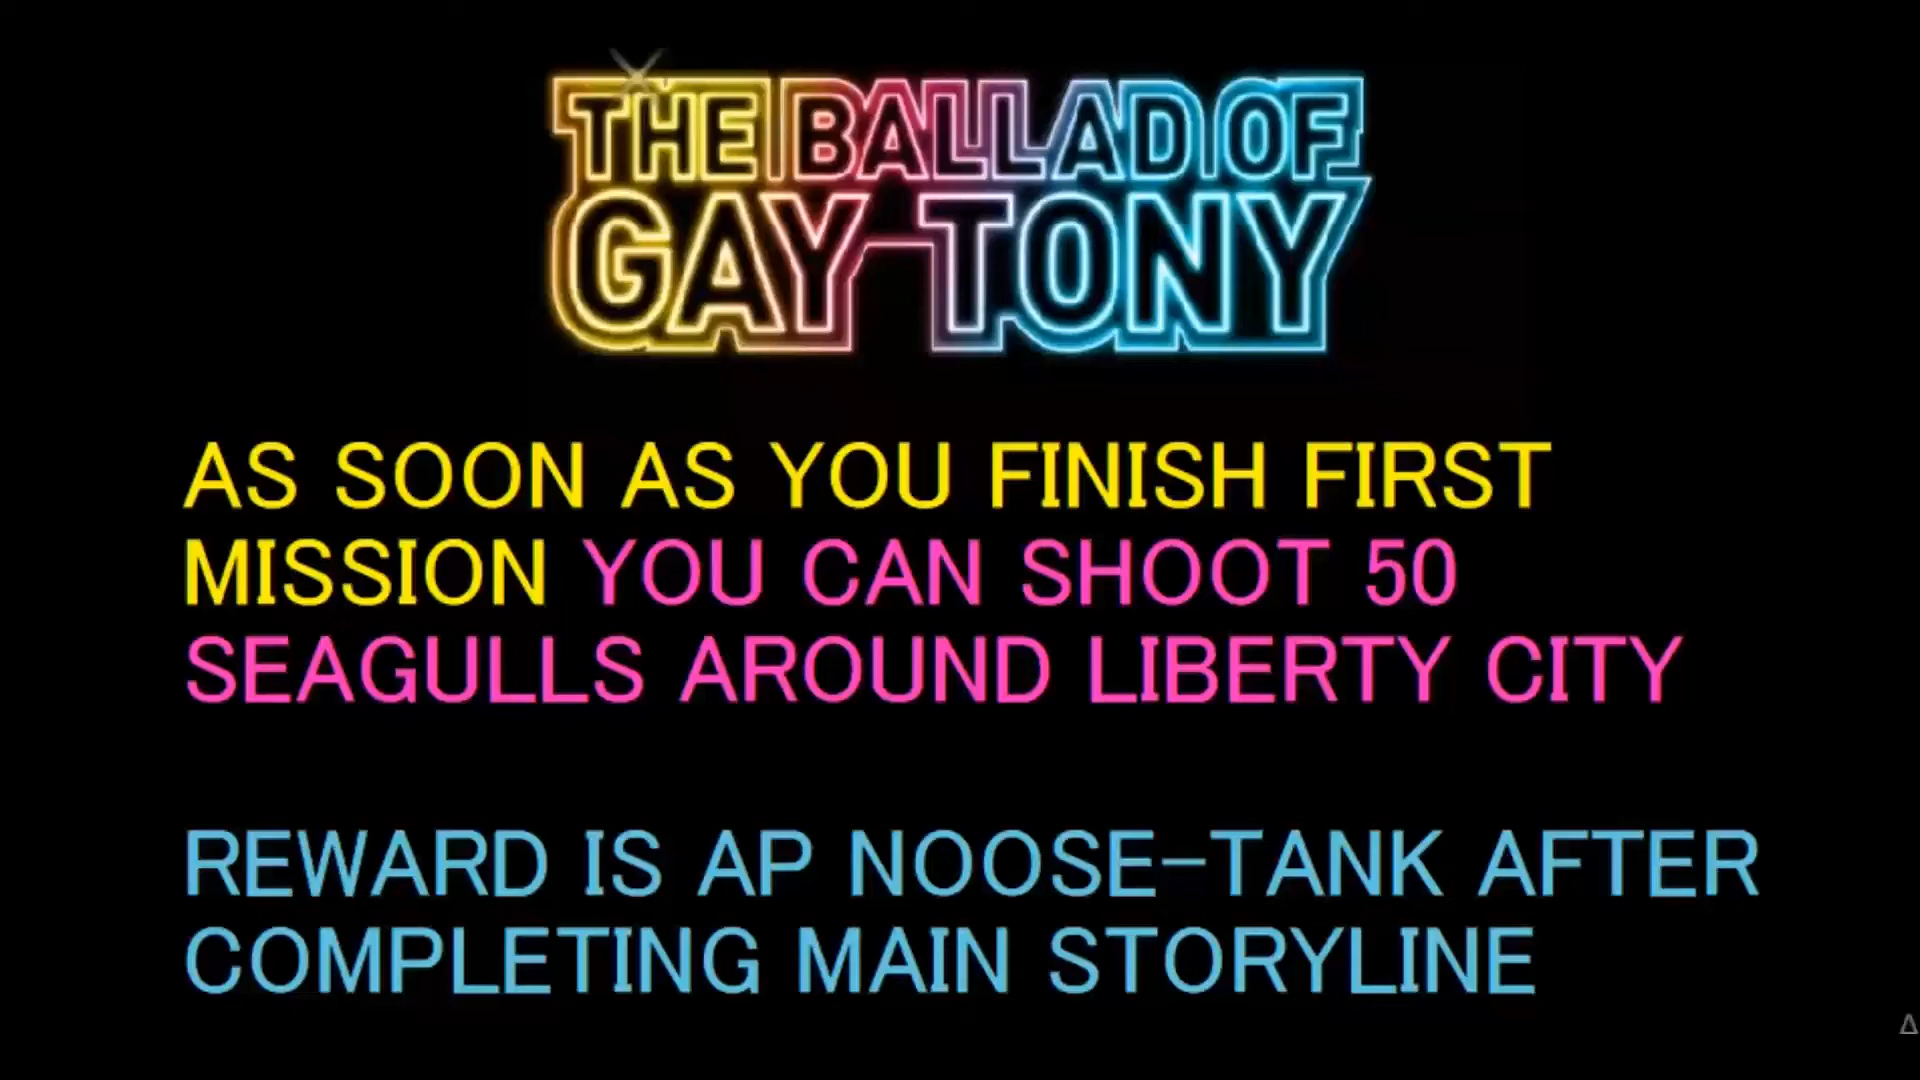 THE BALLAD OF
GAY TONY
AS SOON AS YOU FINISH FIRST
MISSION YOU CAN SHOOT 50
SEAGULLS AROUND LIBERTY CITY
REWARD IS AP NOOSE-TANK AFTER
COMPLETING MAIN STORYLINE